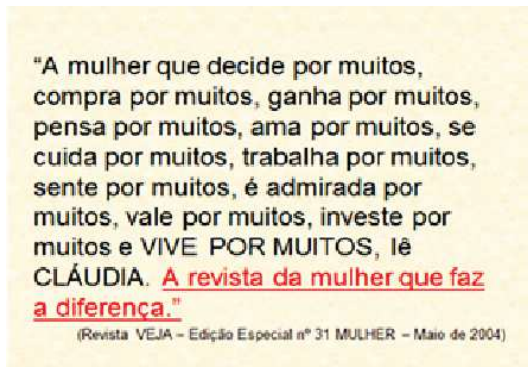 “A mulher que decide por muitos,
compra por muitos, ganha por muitos,
pensa por muitos, ama por muitos, se
cuida por muitos, trabalha por muitos,
sente por muitos, é admirada por
muitos, vale por muitos, investe por
muitos e VIVE POR MUITOS, lê
CLÁUDIA. A revista da mulher que faz
a diferença.”
(Revista VEJA – Edição Especial nº 31 MULHER – Maio de 2004)